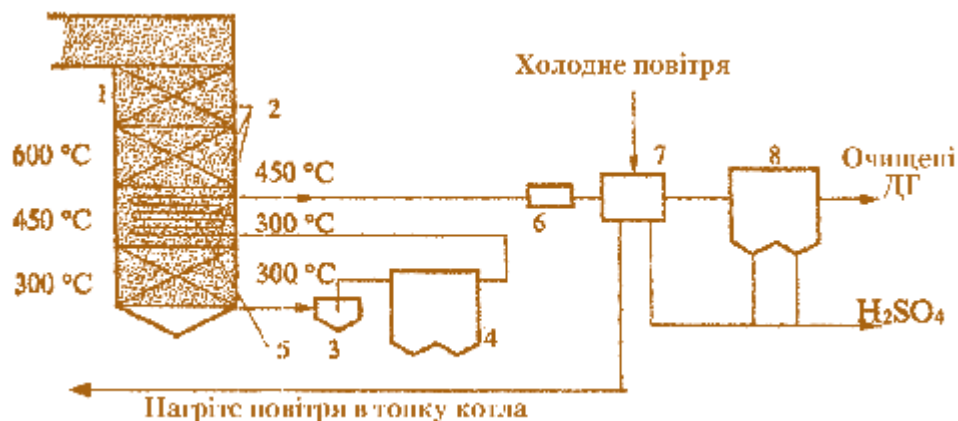 Холодне повітря
1
2
7
8
600 °C
450 °C
Очищені
ДГ
450 °C
6
300 °C
300 °C
300 °C
H₂SO₄
5
3
4
Нагріте повітря в топку котла